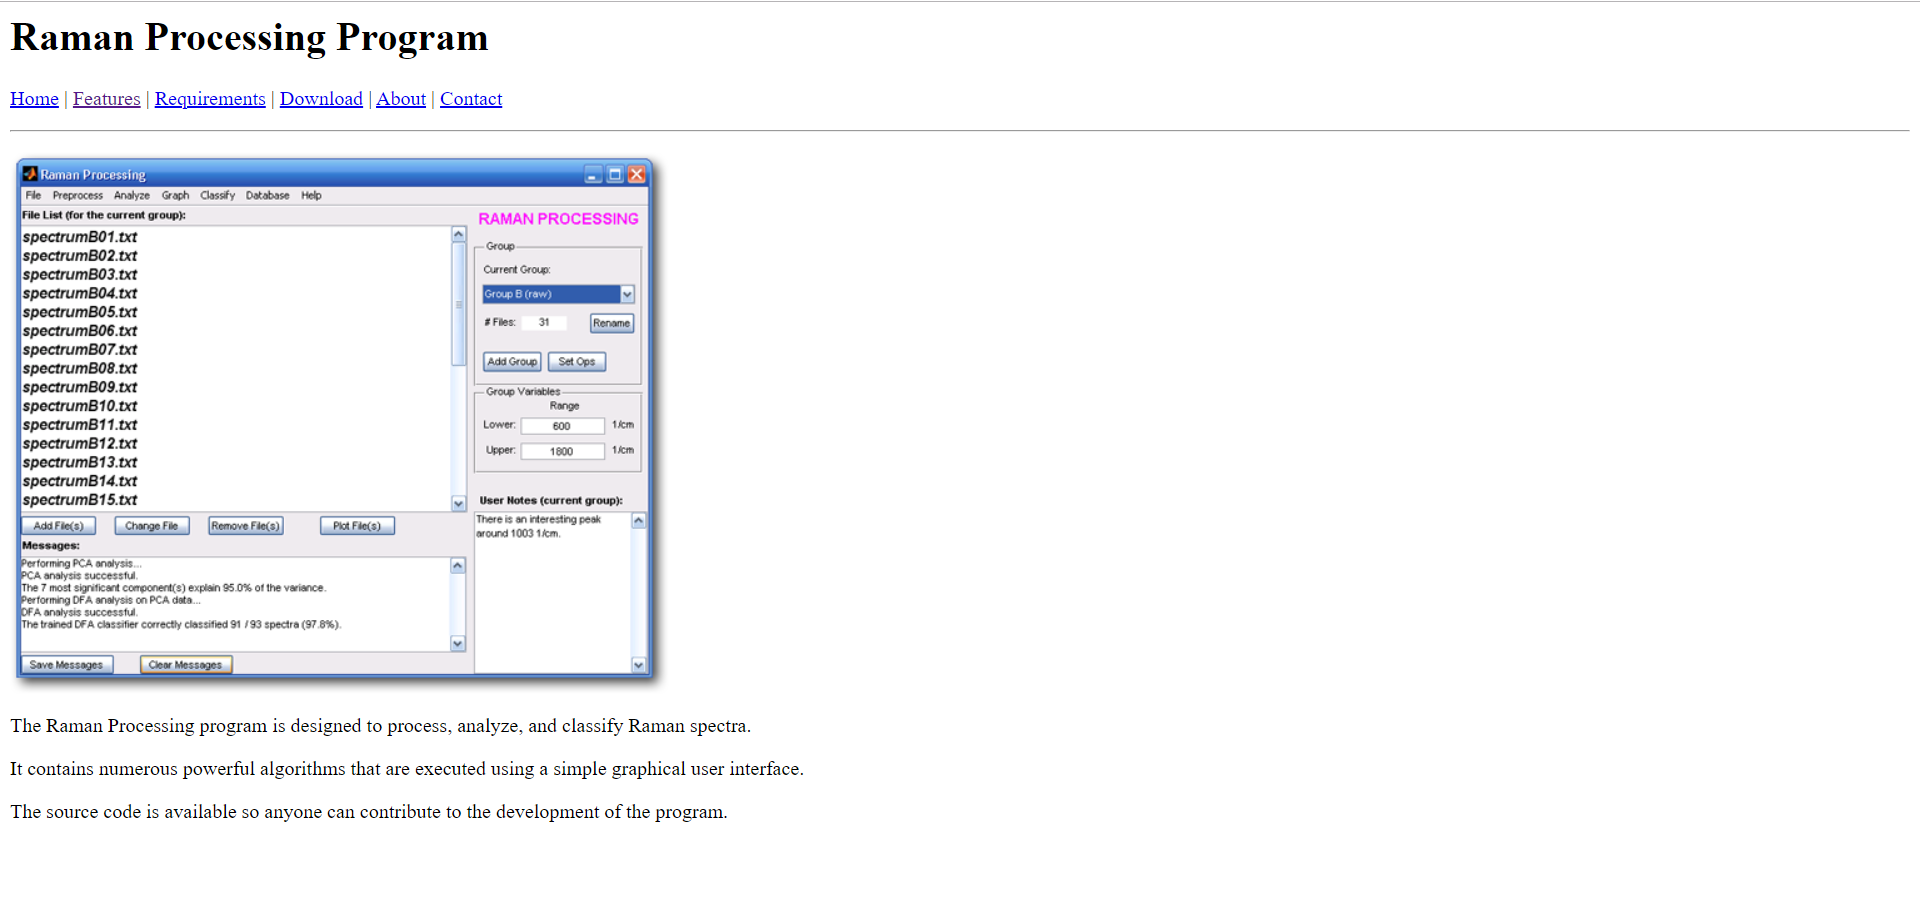 Raman Processing Program
Home | Features | Requirements | Download | About | Contact
Raman Processing
File Preprocess Analyze Graph Classify Database Help
File List (for the current group):
spectrumB01.txt
spectrumB02.txt
spectrumB03.txt
spectrumB04.txt
spectrumB05.txt
spectrumB06.txt
spectrumB07.txt
spectrumB08.txt
spectrumB09.txt
spectrumB10.txt
spectrumB11.txt
spectrumB12.txt
spectrumB13.txt
spectrumB14.txt
spectrumB15.txt
Add File(s) Change File Remove File(s) Plot File(s)
Messages:
Performing PCA analysis...
PCA analysis successful.
The 7 most significant component(s) explain 95.0% of the variance.
Performing DFA analysis on PCA data...
DFA analysis successful.
The trained DFA classifier correctly classified 91 / 93 spectra (97.8%).
Save Messages Clear Messages
RAMAN PROCESSING
Group
Current Group:
Group B (raw)
# Files: 31 Rename
Add Group Set Ops
Group Variables
Range
Lower: 600 1/cm
Upper: 1800 1/cm
User Notes (current group):
There is an interesting peak
around 1003 1/cm.
The Raman Processing program is designed to process, analyze, and classify Raman spectra.
It contains numerous powerful algorithms that are executed using a simple graphical user interface.
The source code is available so anyone can contribute to the development of the program.